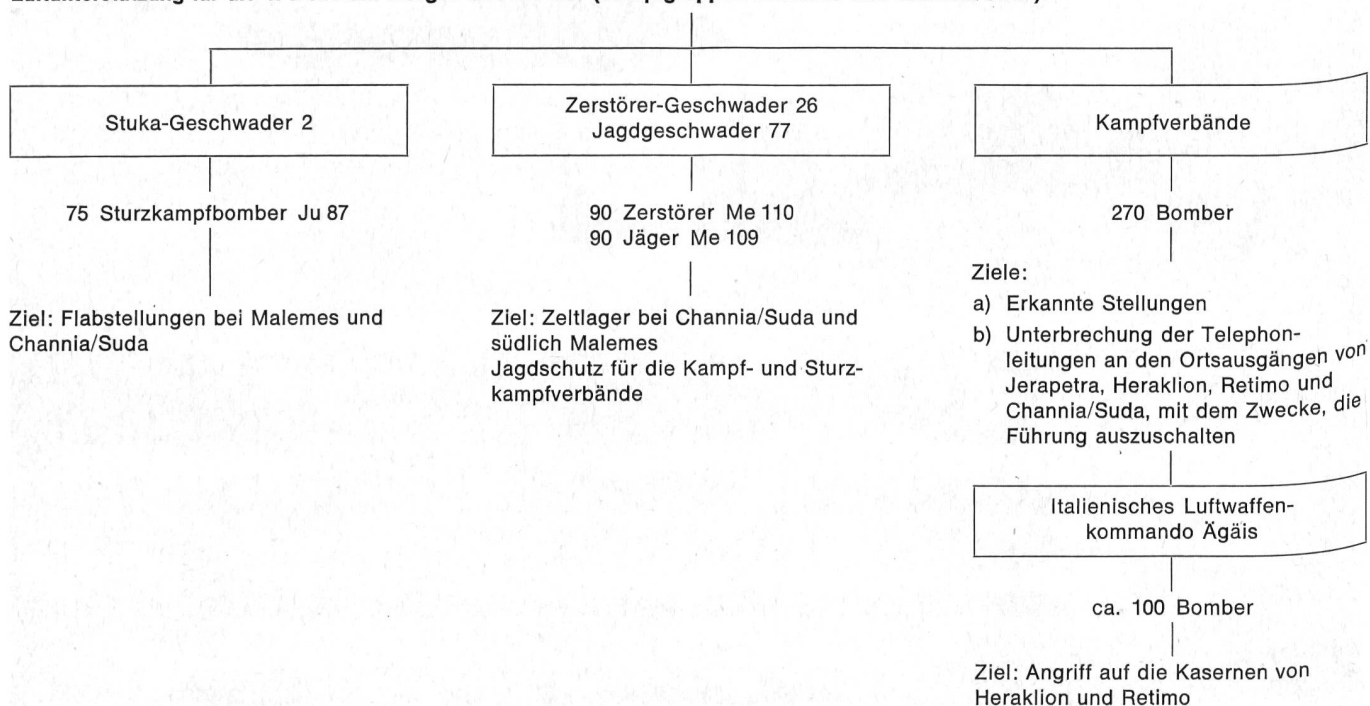 Luftunterstützung für die
Stuka-Geschwader 2
75 Sturzkampfbomber Ju 87
Ziel: Flabstellungen bei Malemes und
Channia/Suda
Zerstörer-Geschwader 26
Jagdgeschwader 77
90 Zerstörer Me 110
90 Jäger Me 109
Ziel: Zeltlager bei Channia/Suda und
südlich Malemes
Jagdschutz für die Kampf- und Sturz-
kampfverbände
Kampfverbände
270 Bomber
Ziele:
a) Erkannte Stellungen
b) Unterbrechung der Telephon-
leitungen an den Ortsausgängen von
Jerapetra, Heraklion, Retimo und
Channia/Suda, mit dem Zwecke, die
Führung auszuschalten
Italienisches Luftwaffen-
kommando Ägäis
ca. 100 Bomber
Ziel: Angriff auf die Kasernen von
Heraklion und Retimo